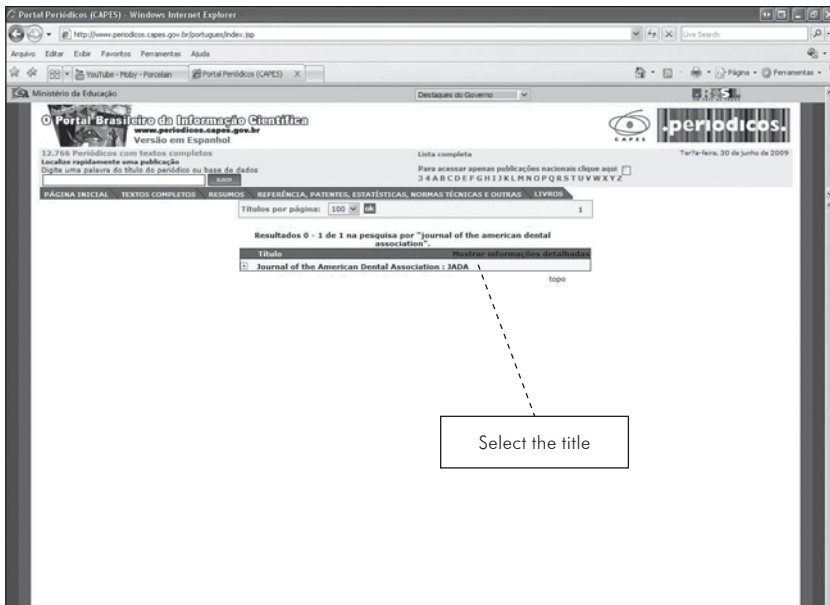 Portal Periódicos (CAPES) - Windows Internet Explorer
http://www.periodicos.capes.gov.br/portugues/index.jsp
Live Search
Arquivo Editar Exibir Favoritos Ferramentas Ajuda
YouTube - Moby - Porcelain
Portal Periódicos (CAPES)
Página
Ferramentas
Ministério da Educação
Destaques do Governo
O Portal Brasileiro da Informação Científica
www.periodicos.capes.gov.br
Versão em Espanhol
CAPES
.periodicos.
12.766 Periódicos com textos completos
Lista completa
Terça-feira, 30 de junho de 2009
Localize rapidamente uma publicação
Digite uma palavra do título do periódico ou base de dados
Para acessar apenas publicações nacionais clique aqui
3 4 A B C D E F G H I J K L M N O P Q R S T U V W X Y Z
PÁGINA INICIAL TEXTOS COMPLETOS RESUMOS REFERÊNCIA, PATENTES, ESTATÍSTICAS, NORMAS TÉCNICAS E OUTRAS LIVROS
Títulos por página: 100 ok 1
Resultados 0 - 1 de 1 na pesquisa por "journal of the american dental
association".
Título Mostrar informações detalhadas
Journal of the American Dental Association : JADA
topo
Select the title